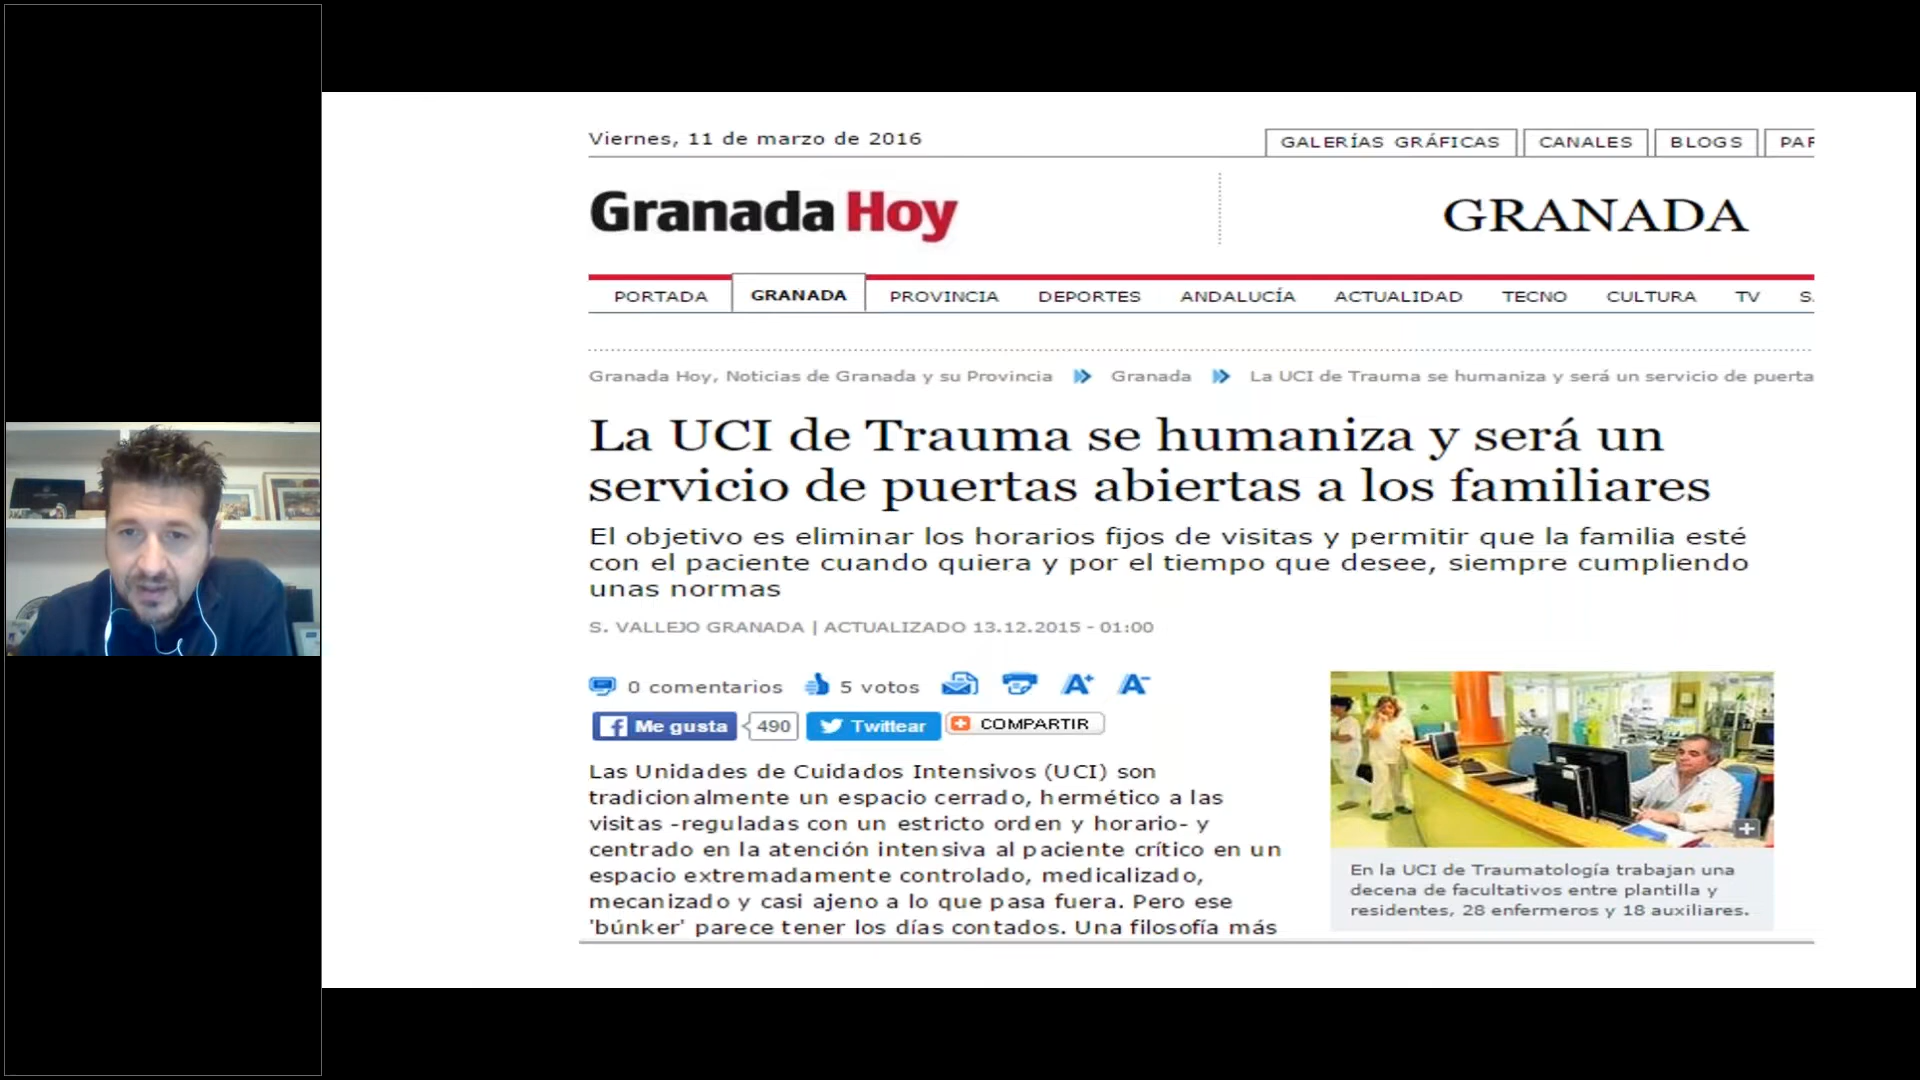 Viernes, 11 de marzo de 2016
GALERÍAS GRÁFICAS CANALES BLOGS PAR
Granada Hoy
GRANADA
PORTADA GRANADA PROVINCIA DEPORTES ANDALUCÍA ACTUALIDAD TECNO CULTURA TV S.
Granada Hoy, Noticias de Granada y su Provincia Granada La UCI de Trauma se humaniza y será un servicio de puerta
La UCI de Trauma se humaniza y será un
servicio de puertas abiertas a los familiares
El objetivo es eliminar los horarios fijos de visitas y permitir que la familia esté
con el paciente cuando quiera y por el tiempo que desee, siempre cumpliendo
unas normas
S. VALLEJO GRANADA | ACTUALIZADO 13.12.2015 - 01:00
0 comentarios 5 votos A+ A-
Me gusta 490 Twittear COMPARTIR
Las Unidades de Cuidados Intensivos (UCI) son
tradicionalmente un espacio cerrado, hermético a las
visitas -reguladas con un estricto orden y horario- y
centrado en la atención intensiva al paciente crítico en un
espacio extremadamente controlado, medicalizado,
mecanizado y casi ajeno a lo que pasa fuera. Pero ese
'búnker' parece tener los días contados. Una filosofía más
En la UCI de Traumatología trabajan una
decena de facultativos entre plantilla y
residentes, 28 enfermeros y 18 auxiliares.